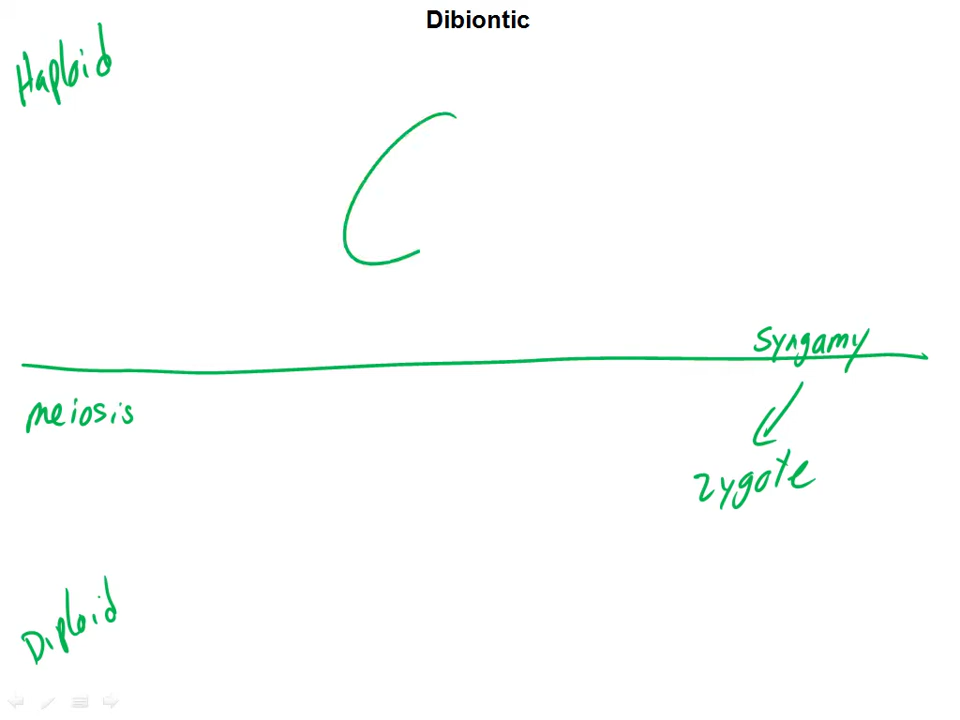 Dibiontic
Haploid
Syngamy
meiosis
zygote
Diploid